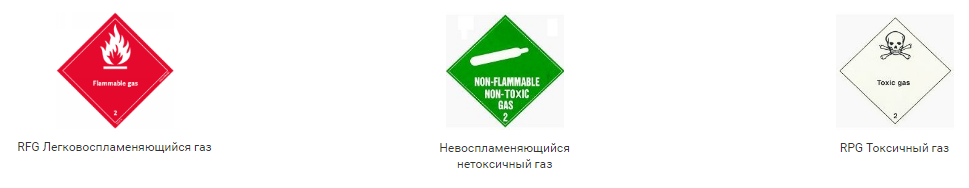 Flammable gas
2
RFG Легковоспламеняющийся газ
NON-FLAMMABLE
NON-TOXIC
GAS
2
Невоспламеняющийся
нетоксичный газ
Toxic gas
2
RPG Токсичный газ